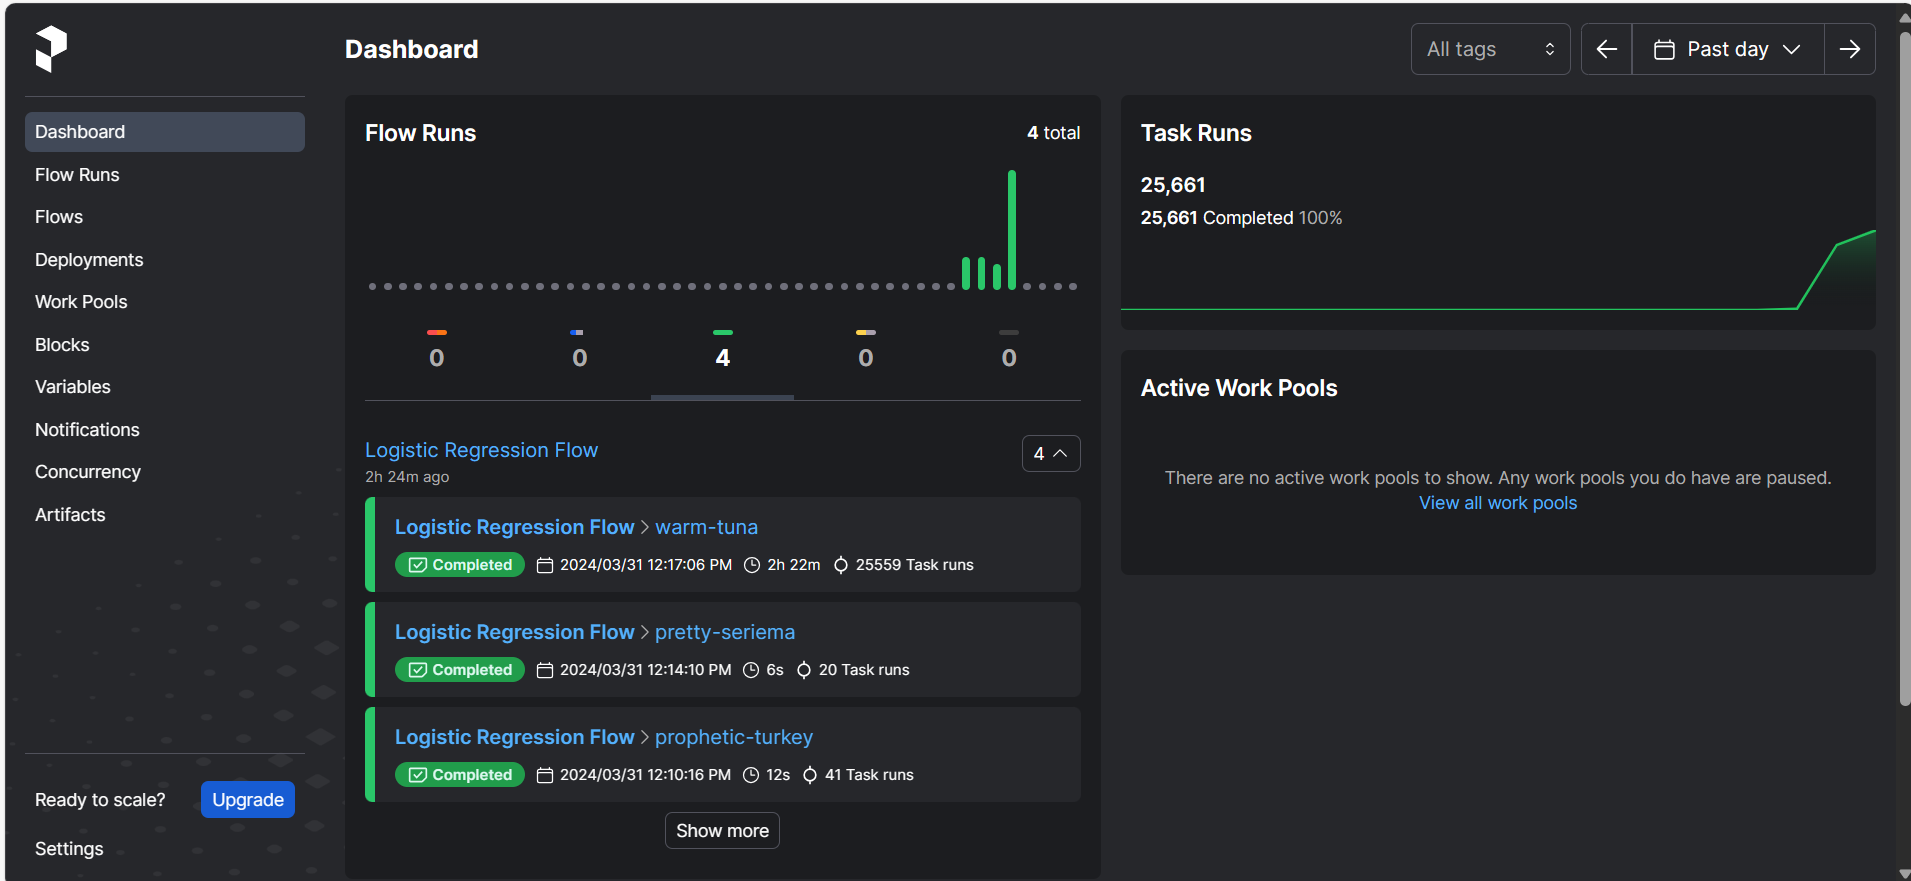 Dashboard
All tags
Past day
Dashboard
Flow Runs
Flows
Deployments
Work Pools
Blocks
Variables
Notifications
Concurrency
Artifacts
Ready to scale? Upgrade
Settings
Flow Runs
4 total
0 0 4 0 0
Logistic Regression Flow
2h 24m ago
4
Logistic Regression Flow > warm-tuna
Completed 2024/03/31 12:17:06 PM 2h 22m 25559 Task runs
Logistic Regression Flow > pretty-seriema
Completed 2024/03/31 12:14:10 PM 6s 20 Task runs
Logistic Regression Flow > prophetic-turkey
Completed 2024/03/31 12:10:16 PM 12s 41 Task runs
Show more
Task Runs
25,661
25,661 Completed 100%
Active Work Pools
There are no active work pools to show. Any work pools you do have are paused.
View all work pools